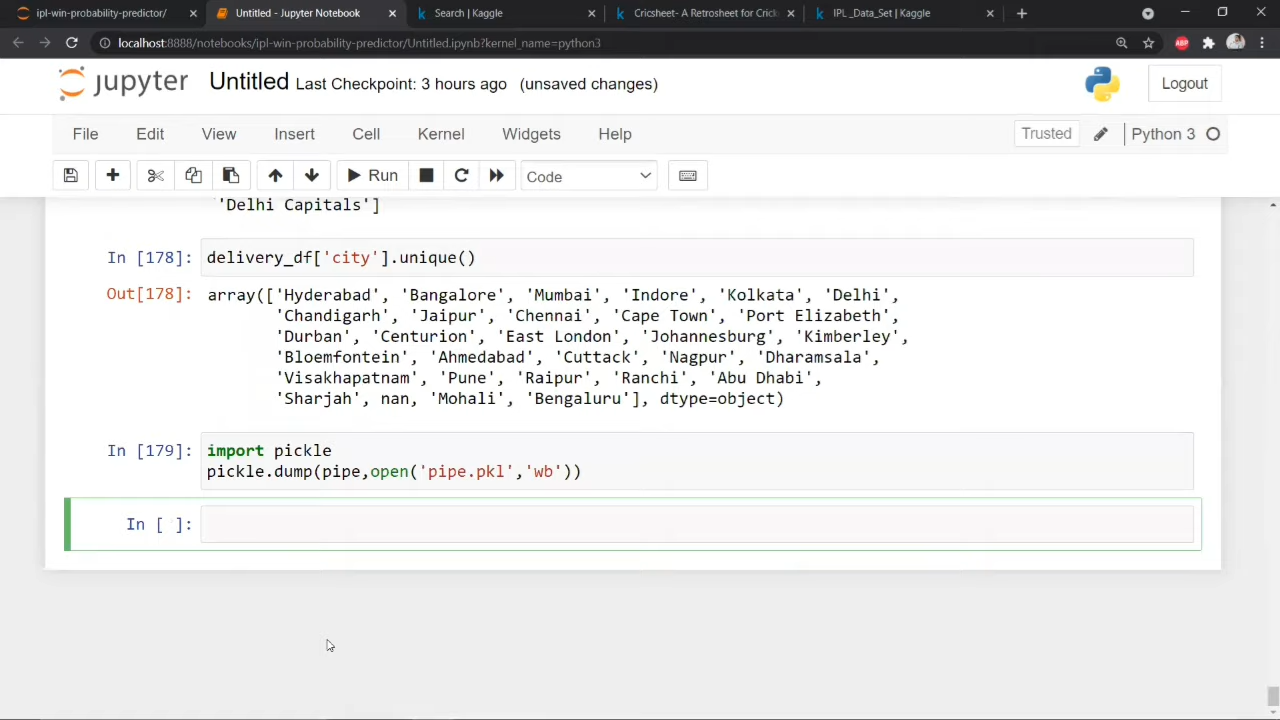 ipl-win-probability-predictor/
Untitled - Jupyter Notebook
Search | Kaggle
Cricsheet- A Retrosheet for Crick
IPL _Data_Set | Kaggle
localhost:8888/notebooks/ipl-win-probability-predictor/Untitled.ipynb?kernel_name=python3
ABP
jupyter Untitled Last Checkpoint: 3 hours ago (unsaved changes)
Logout
File Edit View Insert Cell Kernel Widgets Help
Trusted Python 3
Run Code
'Delhi Capitals']
In [178]: delivery_df['city'].unique()
Out[178]: array(['Hyderabad', 'Bangalore', 'Mumbai', 'Indore', 'Kolkata', 'Delhi',
'Chandigarh', 'Jaipur', 'Chennai', 'Cape Town', 'Port Elizabeth',
'Durban', 'Centurion', 'East London', 'Johannesburg', 'Kimberley',
'Bloemfontein', 'Ahmedabad', 'Cuttack', 'Nagpur', 'Dharamsala',
'Visakhapatnam', 'Pune', 'Raipur', 'Ranchi', 'Abu Dhabi',
'Sharjah', nan, 'Mohali', 'Bengaluru'], dtype=object)
In [179]: import pickle
pickle.dump(pipe,open('pipe.pkl','wb'))
In [ ]: